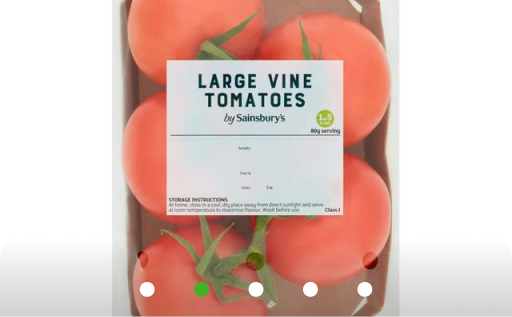 LARGE VINE
TOMATOES
by Sainsbury's
1 of 5
80g serving
STORAGE INSTRUCTIONS
At home, store in a cool, dry place away from direct sunlight and serve
at room temperature to maximise flavour. Wash before use.
Class I